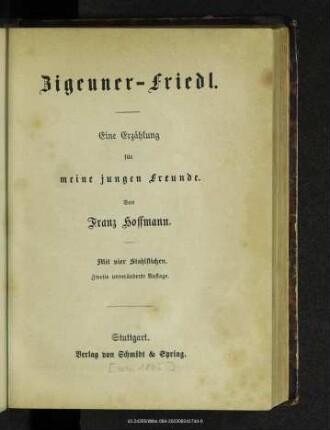 Zigeuner-Friedl.
Eine Erzählung
für
meine jungen Freunde.
Von
Franz Hoffmann.
Mit vier Stahlstichen.
Zweite unveränderte Auflage.
Stuttgart.
Verlag von Schmidt & Spring.